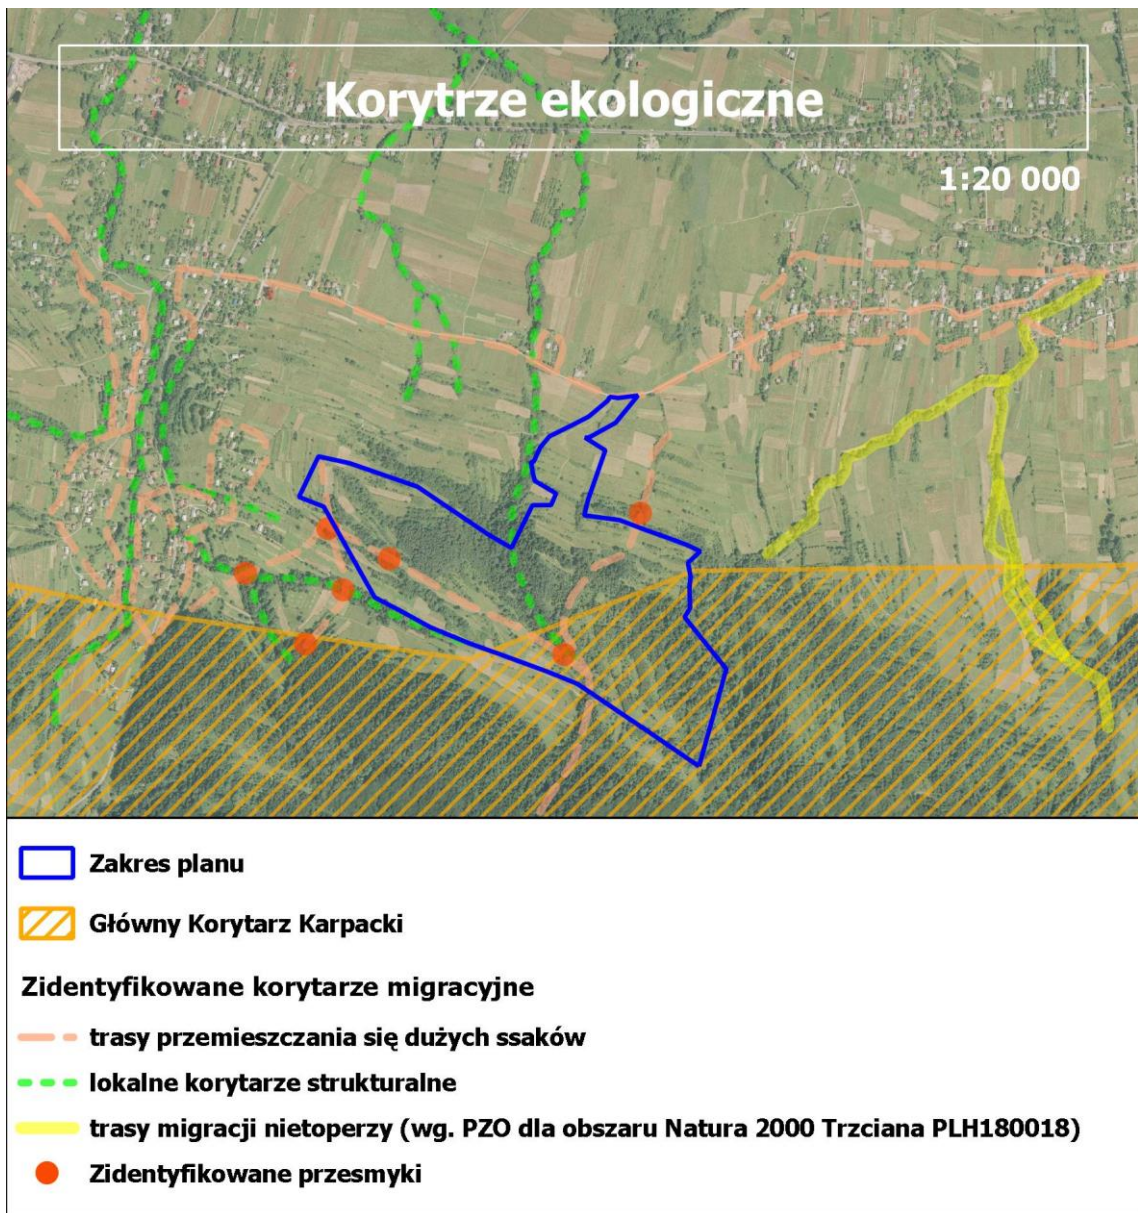 Korytrze ekologiczne
1:20 000
Zakres planu
Główny Korytarz Karpacki
Zidentyfikowane korytarze migracyjne
trasy przemieszczania się dużych ssaków
lokalne korytarze strukturalne
trasy migracji nietoperzy (wg. PZO dla obszaru Natura 2000 Trzciana PLH180018)
Zidentyfikowane przesmyki